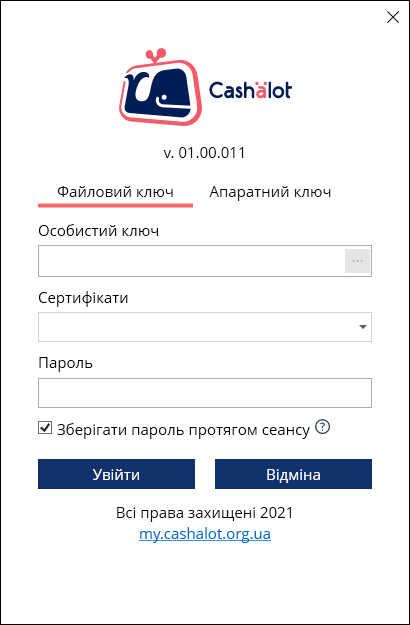 Cashälot
v. 01.00.011
Файловий ключ Апаратний ключ
Особистий ключ
...
Сертифікати
Пароль
Зберігати пароль протягом сеансу ?
Увійти Відміна
Всі права захищені 2021
my.cashalot.org.ua